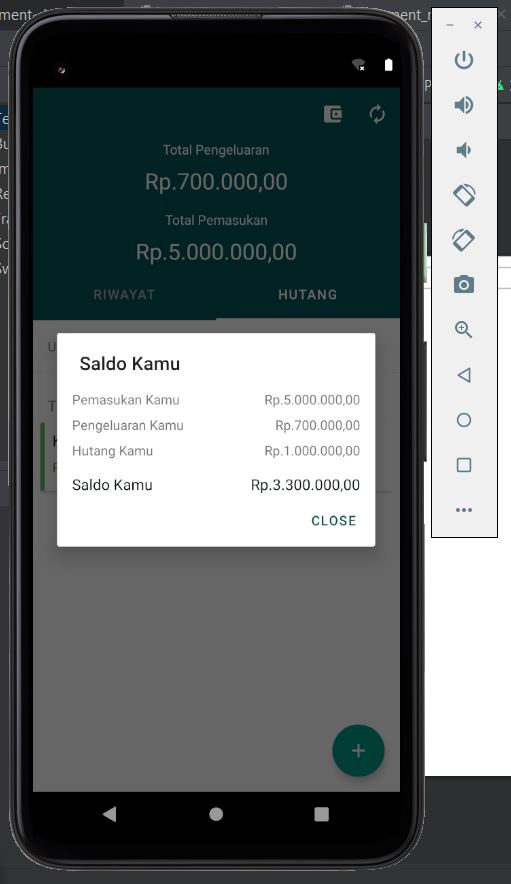 Total Pengeluaran
Rp.700.000,00
Total Pemasukan
Rp.5.000.000,00
RIWAYAT HUTANG
Saldo Kamu
Pemasukan Kamu Rp.5.000.000,00
Pengeluaran Kamu Rp.700.000,00
Hutang Kamu Rp.1.000.000,00
Saldo Kamu Rp.3.300.000,00
CLOSE